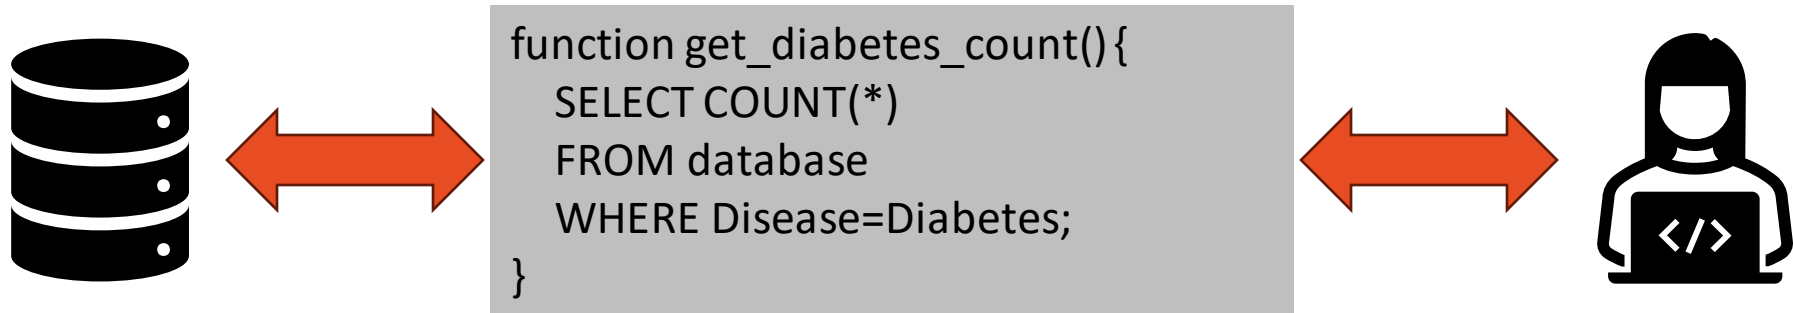 function get_diabetes_count() {
SELECT COUNT(*)
FROM database
WHERE Disease=Diabetes;
}
</>